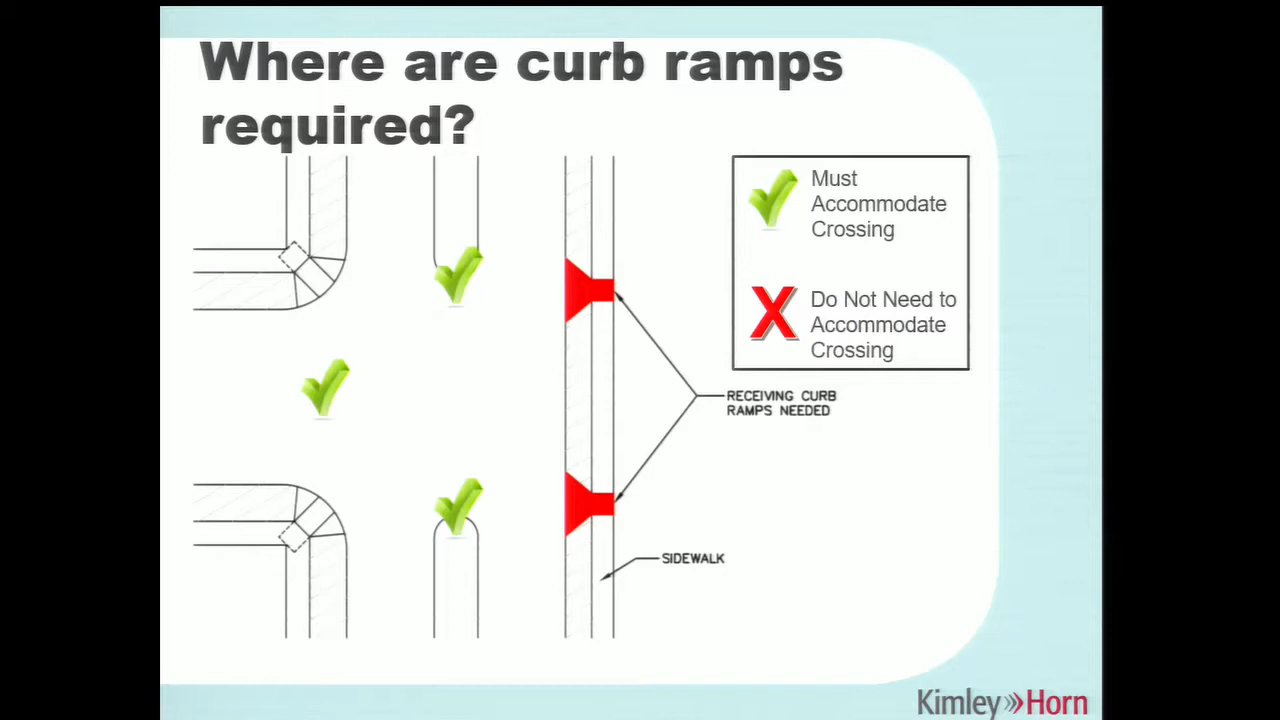 Where are curb ramps
required?
Must
Accommodate
Crossing
X
Do Not Need to
Accommodate
Crossing
RECEIVING CURB
RAMPS NEEDED
SIDEWALK
Kimley»Horn